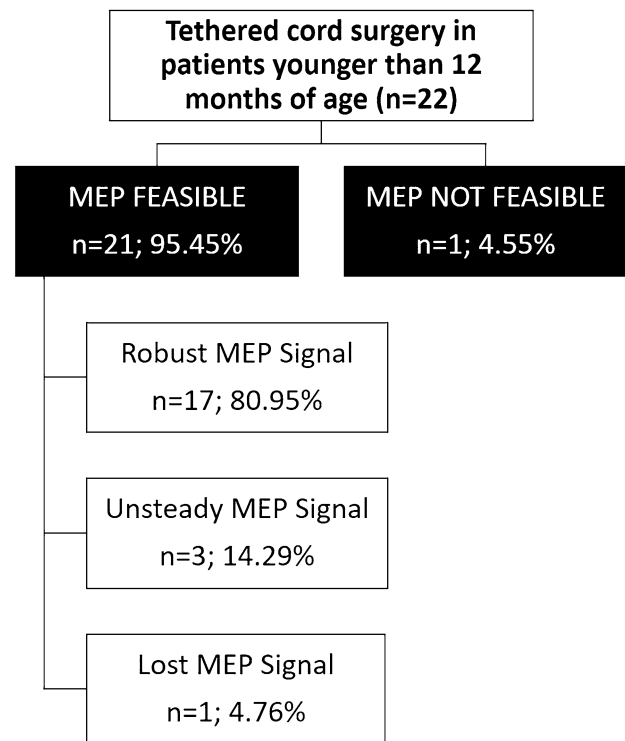 Tethered cord surgery in
patients younger than 12
months of age (n=22)
MEP FEASIBLE
n=21; 95.45%
MEP NOT FEASIBLE
n=1; 4.55%
Robust MEP Signal
n=17; 80.95%
Unsteady MEP Signal
n=3; 14.29%
Lost MEP Signal
n=1; 4.76%